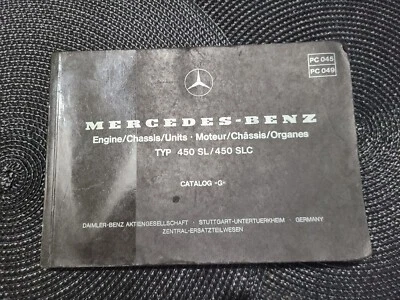 PC 045
PC 049
MERCEDES-BENZ
Engine/Chassis/Units · Moteur/Châssis/Organes
TYP 450 SL/450 SLC
CATALOG -G-
DAIMLER-BENZ AKTIENGESELLSCHAFT · STUTTGART-UNTERTUERKHEIM · GERMANY
ZENTRAL-ERSATZTEILWESEN